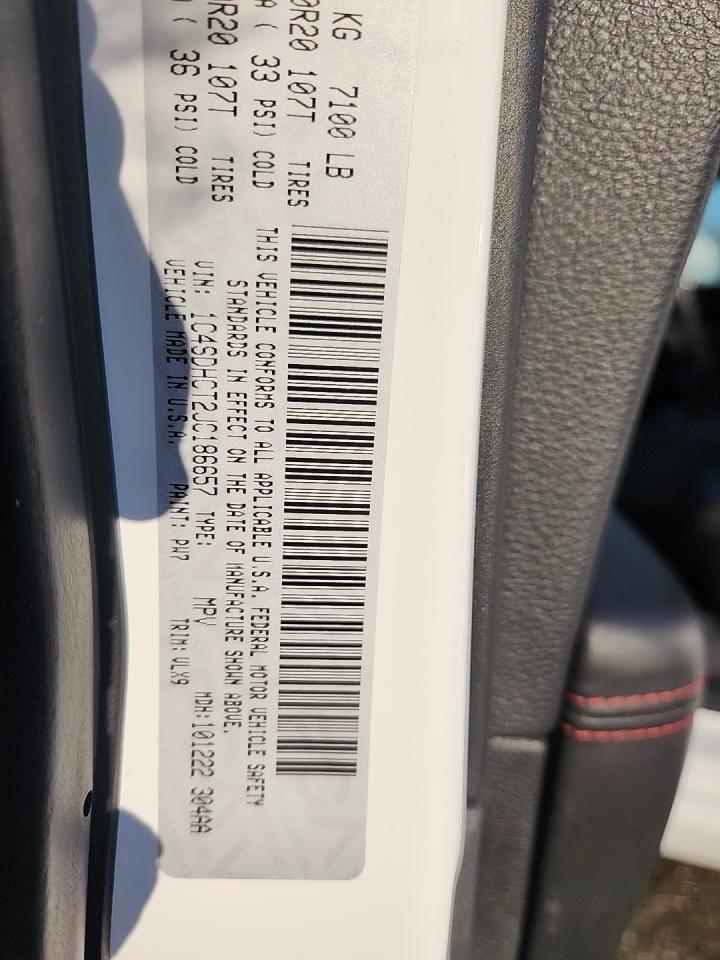 KG 7100 LB
0R20 107T TIRES
A ( 33 PSI) COLD
R20 107T TIRES
( 36 PSI) COLD
THIS VEHICLE CONFORMS TO ALL APPLICABLE U.S.A. FEDERAL MOTOR VEHICLE SAFETY
STANDARDS IN EFFECT ON THE DATE OF MANUFACTURE SHOWN ABOVE.
VIN: 1C4SDHCT2JC186657 TYPE: MPV MDH:101222 304AA
VEHICLE MADE IN U.S.A. PAINT: PW7 TRIM: VLX9